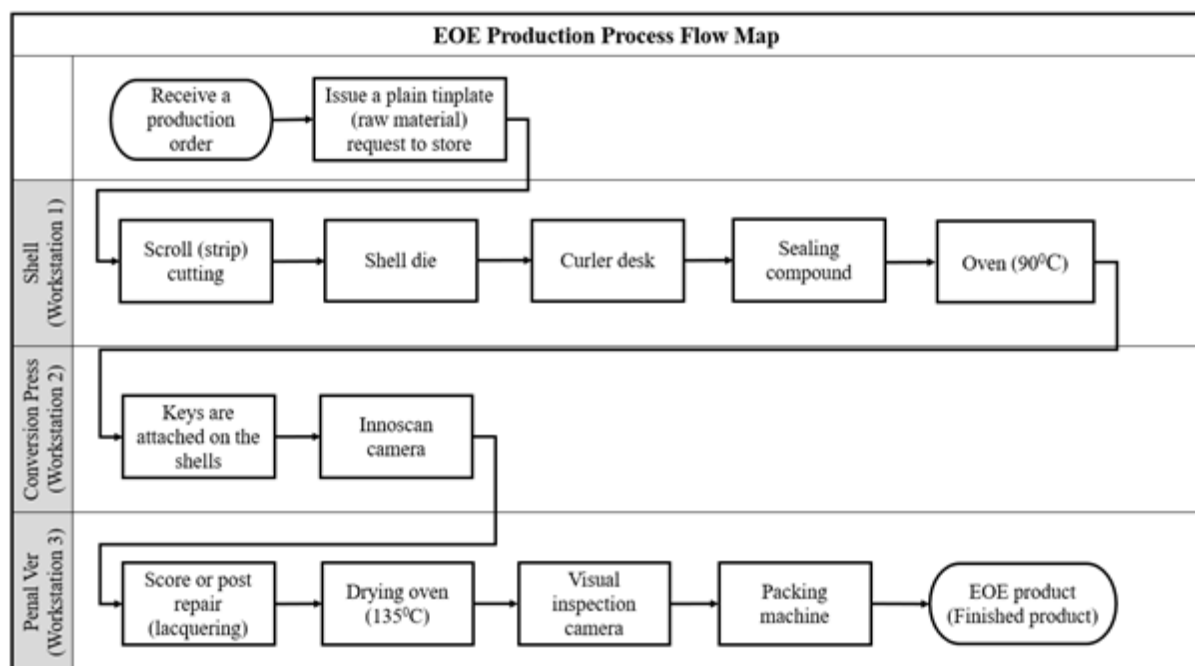 EOE Production Process Flow Map
Receive a
production
order
Issue a plain tinplate
(raw material)
request to store
Shell
(Workstation 1)
Scroll (strip)
cutting
Shell die
Curler desk
Sealing
compound
Oven (90⁰C)
Conversion Press
(Workstation 2)
Keys are
attached on the
shells
Innoscan
camera
Penal Ver
(Workstation 3)
Score or post
repair
(lacquering)
Drying oven
(135⁰C)
Visual
inspection
camera
Packing
machine
EOE product
(Finished product)